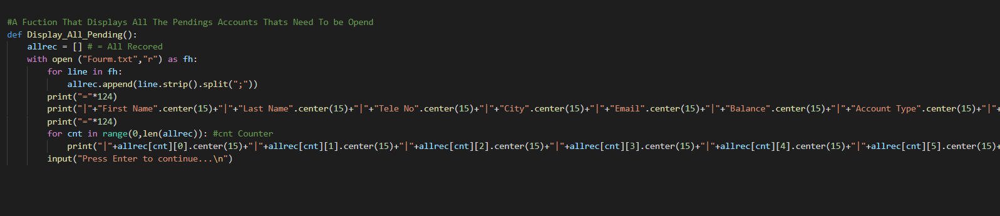 #A Fuction That Displays All The Pendings Accounts Thats Need To be Opend
def Display_All_Pending():
    allrec = [] # = All Recored
    with open ("Fourm.txt","r") as fh:
        for line in fh:
            allrec.append(line.strip().split(";"))
        print("="*124)
        print("|"+"First Name".center(15)+"|"+"Last Name".center(15)+"|"+"Tele No".center(15)+"|"+"City".center(15)+"|"+"Email".center(15)+"|"+"Balance".center(15)+"|"+"Account Type".center(15)+"|"+
        print("="*124)
        for cnt in range(0,len(allrec)): #cnt Counter
            print("|"+allrec[cnt][0].center(15)+"|"+allrec[cnt][1].center(15)+"|"+allrec[cnt][2].center(15)+"|"+allrec[cnt][3].center(15)+"|"+allrec[cnt][4].center(15)+"|"+allrec[cnt][5].center(15)+
        input("Press Enter to continue...\n")